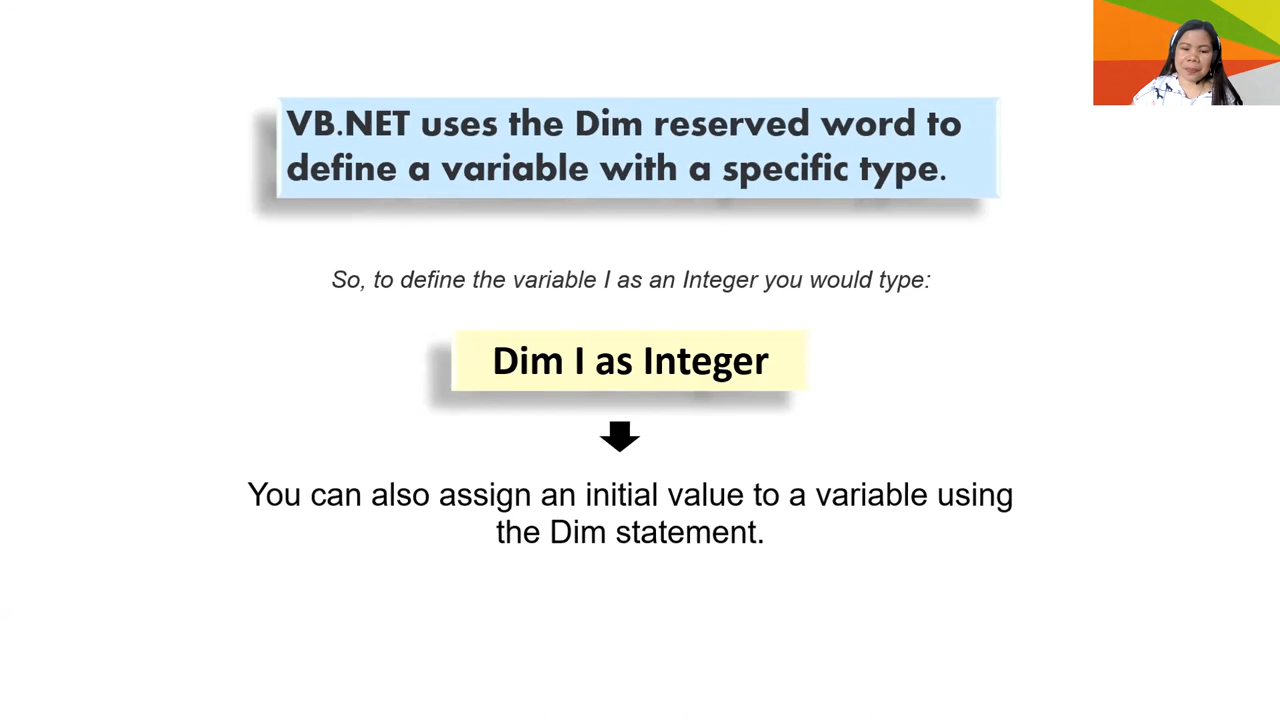 VB.NET uses the Dim reserved word to
define a variable with a specific type.
So, to define the variable I as an Integer you would type:
Dim I as Integer
You can also assign an initial value to a variable using
the Dim statement.